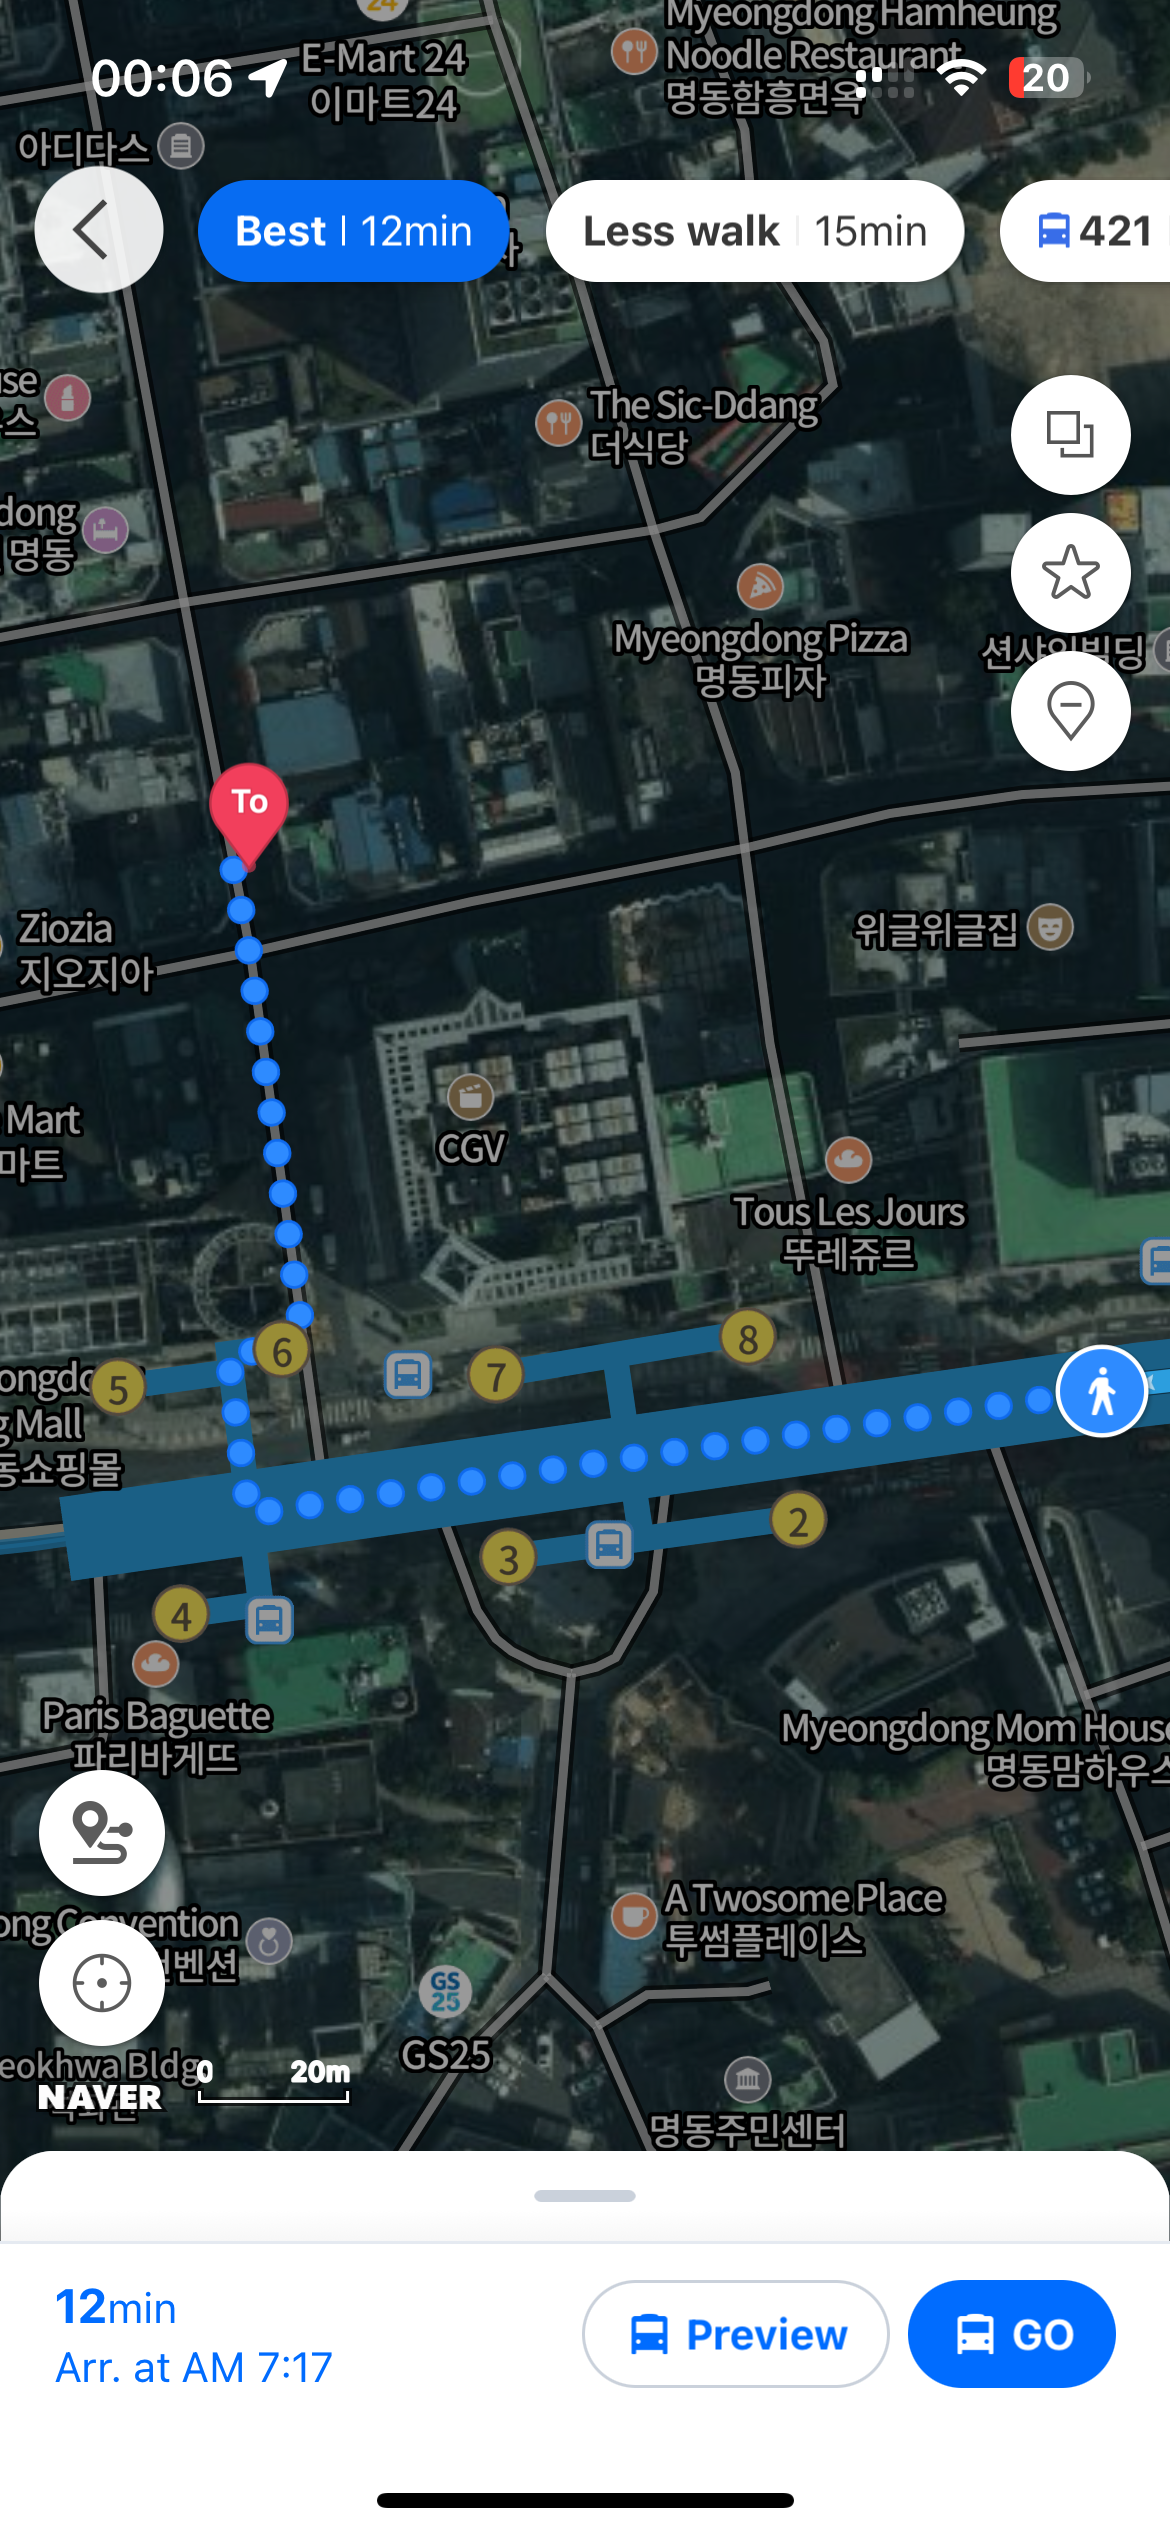 24
Myeongdong Hamheung
Noodle Restaurant
명동함흥면옥
E-Mart 24
이마트24
00:06
20
아디다스
Best | 12min
Less walk | 15min
421
The Sic-Ddang
더식당
dong
명동
Myeongdong Pizza
명동피자
션샤인빌딩
To
Ziozia
지오지아
위글위글집
Mart
마트
CGV
Tous Les Jours
뚜레쥬르
5
6
7
8
g Mall
동쇼핑몰
3
2
4
Paris Baguette
파리바게뜨
Myeongdong Mom House
명동맘하우스
A Twosome Place
투썸플레이스
ong Convention
컨벤션
GS
25
GS25
eokhwa Bldg
NAVER
0 20m
명동주민센터
12min
Arr. at AM 7:17
Preview
GO